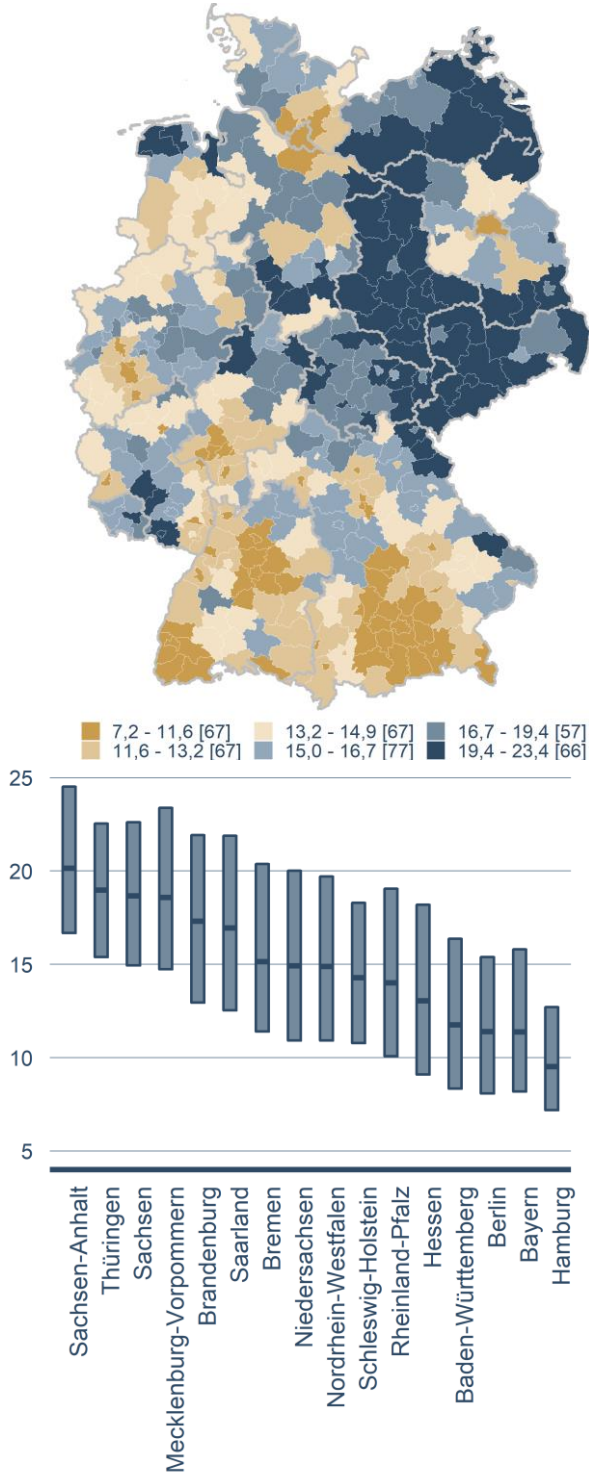 7,2 - 11,6 [67] 13,2 - 14,9 [67] 16,7 - 19,4 [57]
11,6 - 13,2 [67] 15,0 - 16,7 [77] 19,4 - 23,4 [66]
25
20
15
10
5
Sachsen-Anhalt
Thüringen
Sachsen
Mecklenburg-Vorpommern
Brandenburg
Saarland
Bremen
Niedersachsen
Nordrhein-Westfalen
Schleswig-Holstein
Rheinland-Pfalz
Hessen
Baden-Württemberg
Berlin
Bayern
Hamburg